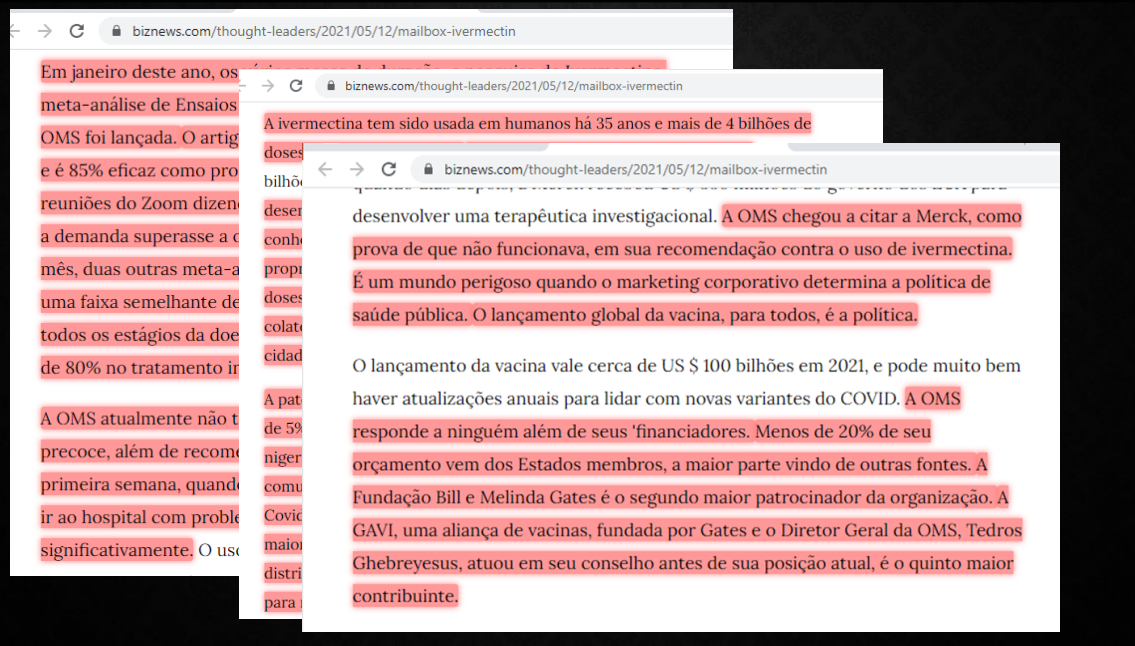 biznews.com/thought-leaders/2021/05/12/mailbox-ivermectin
Em janeiro deste ano, os
meta-análise de Ensaios
OMS foi lançada. O artig
e é 85% eficaz como pro
reuniões do Zoom dizend
a demanda superasse a o
mês, duas outras meta-a
uma faixa semelhante de
todos os estágios da doe
de 80% no tratamento in
A OMS atualmente não t
precoce, além de recome
primeira semana, quando
ir ao hospital com proble
significativamente. O uso
biznews.com/thought-leaders/2021/05/12/mailbox-ivermectin
A ivermectina tem sido usada em humanos há 35 anos e mais de 4 bilhões de
doses
bilhõe
desen
conhe
propr
doses
colate
cidad
A pate
de 5%
niger
comu
Covid
maior
distri
para
biznews.com/thought-leaders/2021/05/12/mailbox-ivermectin
desenvolver uma terapêutica investigacional. A OMS chegou a citar a Merck, como
prova de que não funcionava, em sua recomendação contra o uso de ivermectina.
É um mundo perigoso quando o marketing corporativo determina a política de
saúde pública. O lançamento global da vacina, para todos, é a política.
O lançamento da vacina vale cerca de US $ 100 bilhões em 2021, e pode muito bem
haver atualizações anuais para lidar com novas variantes do COVID. A OMS
responde a ninguém além de seus 'financiadores. Menos de 20% de seu
orçamento vem dos Estados membros, a maior parte vindo de outras fontes. A
Fundação Bill e Melinda Gates é o segundo maior patrocinador da organização. A
GAVI, uma aliança de vacinas, fundada por Gates e o Diretor Geral da OMS, Tedros
Ghebreyesus, atuou em seu conselho antes de sua posição atual, é o quinto maior
contribuinte.